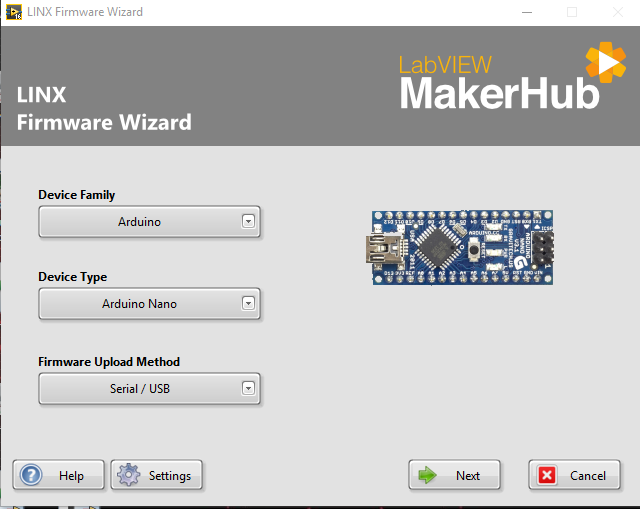 LINX Firmware Wizard
LabVIEW
MakerHub
LINX
Firmware Wizard
Device Family
Arduino
Device Type
Arduino Nano
Firmware Upload Method
Serial / USB
Help
Settings
Next
Cancel